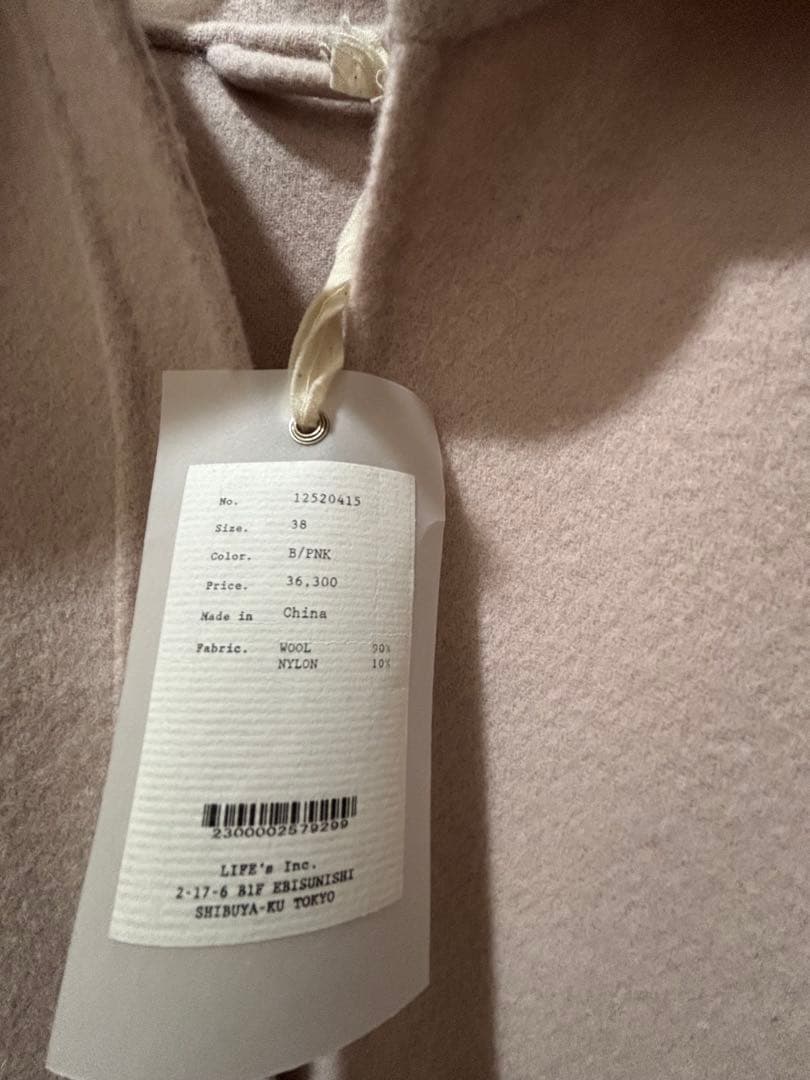 No. 12520415
Size. 38
Color. B/PNK
Price. 36,300
Made in China
Fabric. WOOL 90%
NYLON 10%
2300002579299
LIFE's Inc.
2-17-6 B1F EBISUNISHI
SHIBUYA-KU TOKYO